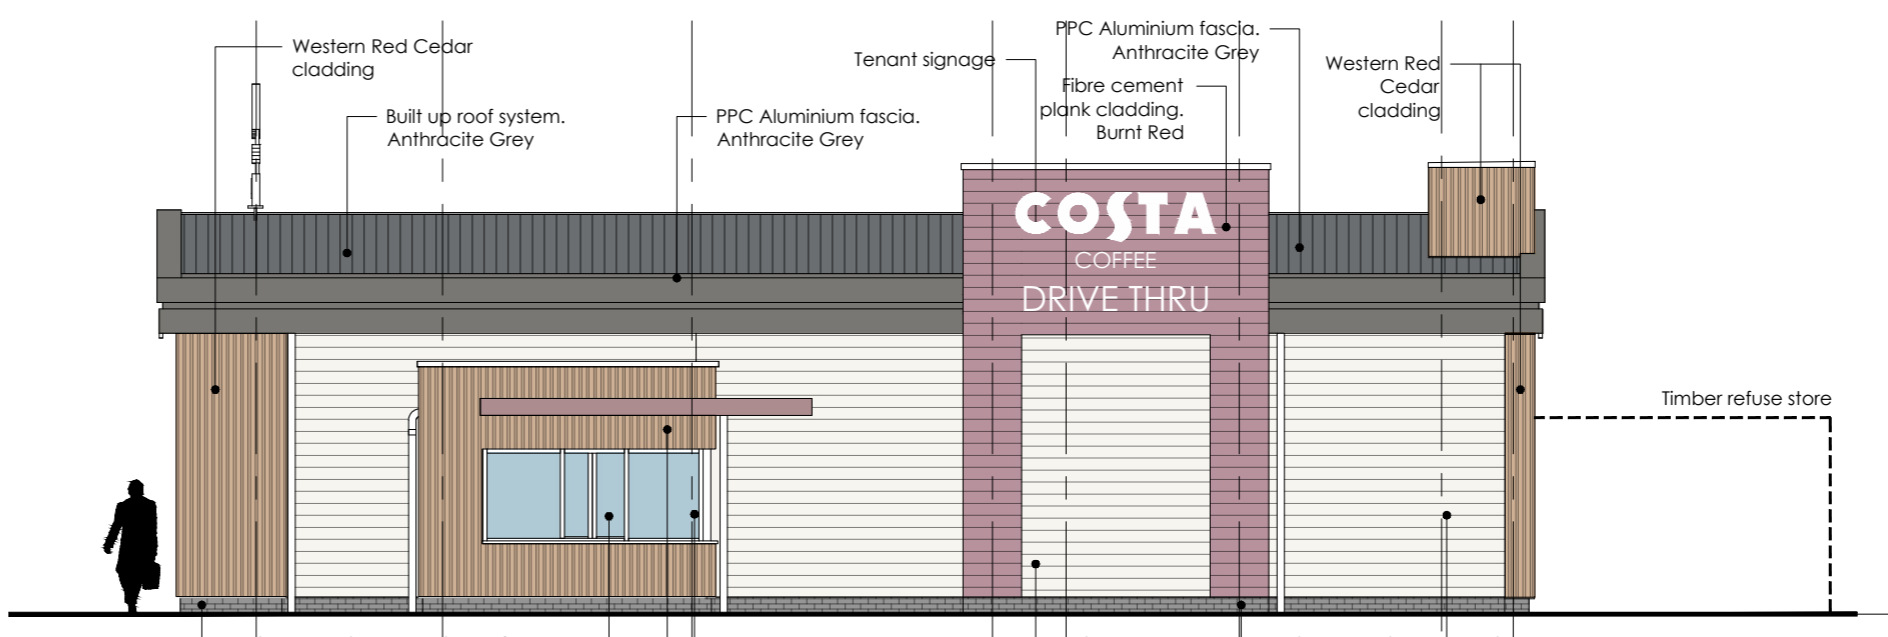 Western Red Cedar
cladding
Built up roof system.
Anthracite Grey
PPC Aluminium fascia.
Anthracite Grey
Tenant signage
PPC Aluminium fascia.
Anthracite Grey
Fibre cement
plank cladding.
Burnt Red
Western Red
Cedar
cladding
COSTA
COFFEE
DRIVE THRU
Timber refuse store